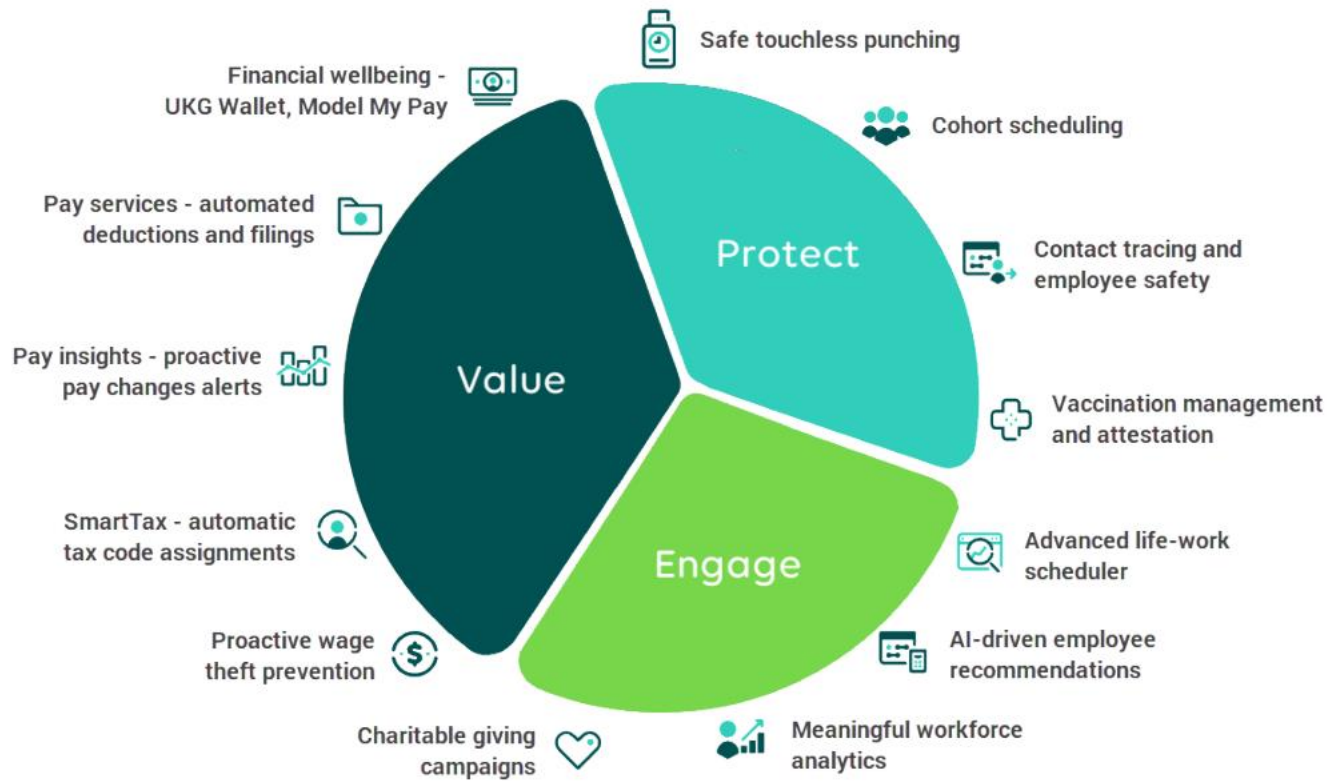 Safe touchless punching
Financial wellbeing -
UKG Wallet, Model My Pay
Cohort scheduling
Pay services - automated
deductions and filings
Protect
Contact tracing and
employee safety
Pay insights - proactive
pay changes alerts
Value
Vaccination management
and attestation
SmartTax - automatic
tax code assignments
Engage
Advanced life-work
scheduler
Proactive wage
theft prevention
$
AI-driven employee
recommendations
Charitable giving
campaigns
Meaningful workforce
analytics